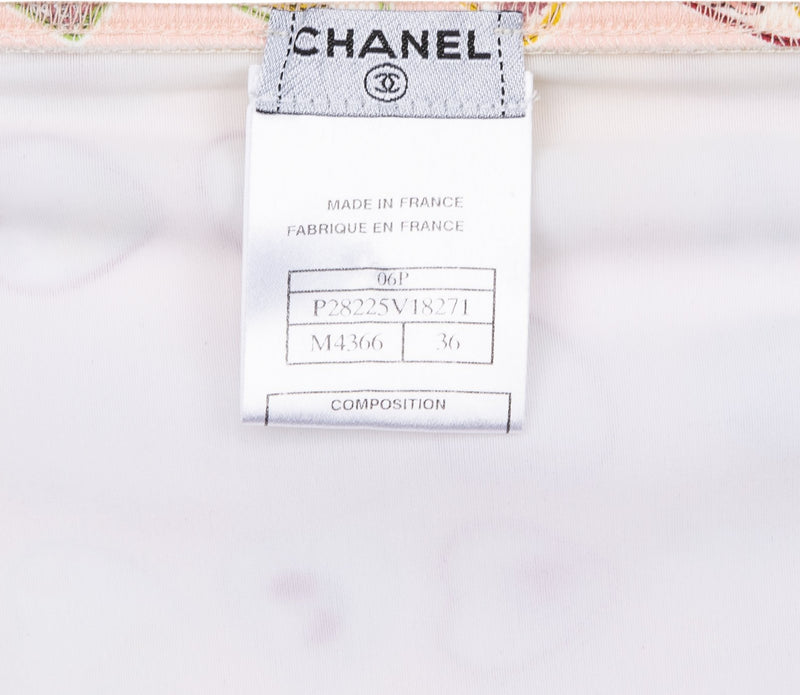 CHANEL
MADE IN FRANCE
FABRIQUE EN FRANCE
06P
P28225V18271
M4366 36
COMPOSITION